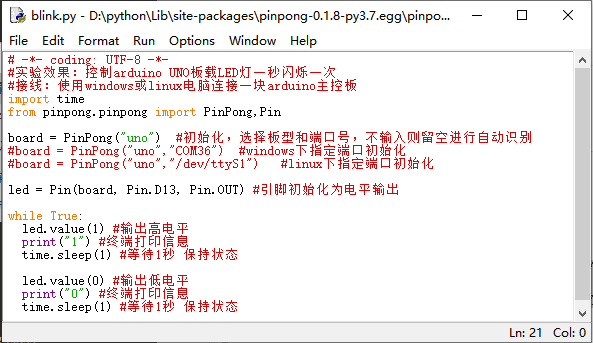 blink.py - D:\python\Lib\site-packages\pinpong-0.1.8-py3.7.egg\pinpo...
File Edit Format Run Options Window Help
# -*- coding: UTF-8 -*-
#实验效果：控制arduino UNO板载LED灯一秒闪烁一次
#接线：使用windows或linux电脑连接一块arduino主控板
import time
from pinpong.pinpong import PinPong,Pin
board = PinPong("uno") #初始化，选择板型和端口号，不输入则留空进行自动识别
#board = PinPong("uno","COM36") #windows下指定端口初始化
#board = PinPong("uno","/dev/ttyS1") #linux下指定端口初始化
led = Pin(board, Pin.D13, Pin.OUT) #引脚初始化为电平输出
while True:
led.value(1) #输出高电平
print("1") #终端打印信息
time.sleep(1) #等待1秒 保持状态
led.value(0) #输出低电平
print("0") #终端打印信息
time.sleep(1) #等待1秒 保持状态
Ln: 21 Col: 0